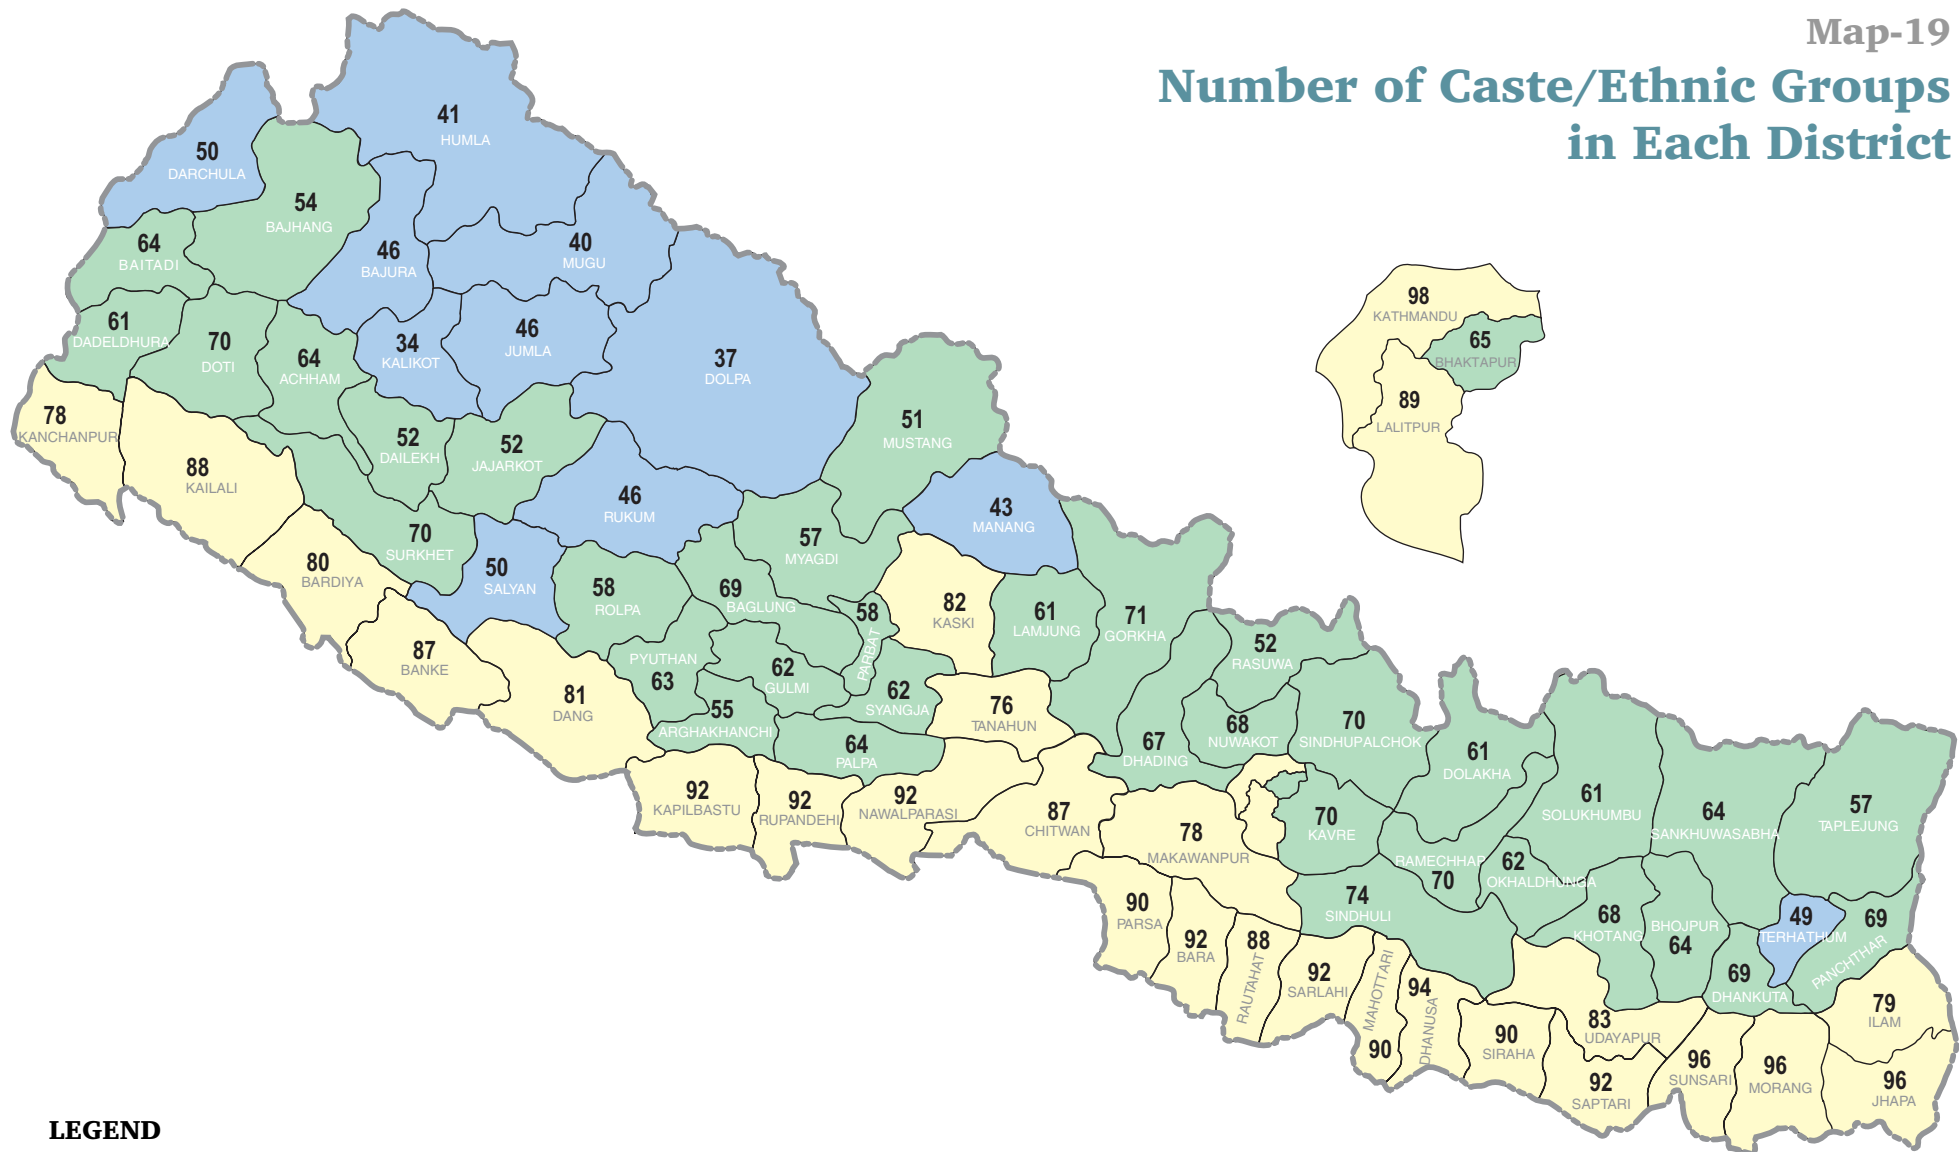 Map-19
Number of Caste/Ethnic Groups
in Each District
41
HUMLA
50
DARCHULA
54
BAJHANG
64
BAITADI
46
BAJURA
40
MUGU
61
DADELDHURA
70
DOTI
64
ACHHAM
34
KALIKOT
46
JUMLA
37
DOLPA
98
KATHMANDU
65
BHAKTAPUR
89
LALITPUR
78
KANCHANPUR
88
KAILALI
52
DAILEKH
52
JAJARKOT
51
MUSTANG
46
RUKUM
43
MANANG
70
SURKHET
80
BARDIYA
50
SALYAN
57
MYAGDI
58
ROLPA
69
BAGLUNG
58
PARBAT
82
KASKI
61
LAMJUNG
71
GORKHA
87
BANKE
81
DANG
PYUTHAN
63
62
GULMI
62
SYANGJA
55
ARGHAKHANCHI
76
TANAHUN
52
RASUWA
68
NUWAKOT
70
SINDHUPALCHOK
67
DHADING
64
PALPA
61
DOLAKHA
92
KAPILBASTU
92
RUPANDEHI
92
NAWALPARASI
87
CHITWAN
78
MAKAWANPUR
70
KAVRE
61
SOLUKHUMBU
64
SANKHUWASABHA
57
TAPLEJUNG
RAMECHHAP
70
62
OKHALDHUNGA
74
SINDHULI
90
PARSA
92
BARA
88
RAUTAHAT
92
SARLAHI
MAHOTTARI
90
94
DHANUSA
68
KHOTANG
BHOJPUR
64
49
TERHATHUM
69
PANCHTHAR
69
DHANKUTA
79
ILAM
90
SIRAHA
83
UDAYAPUR
92
SAPTARI
96
SUNSARI
96
MORANG
96
JHAPA
LEGEND